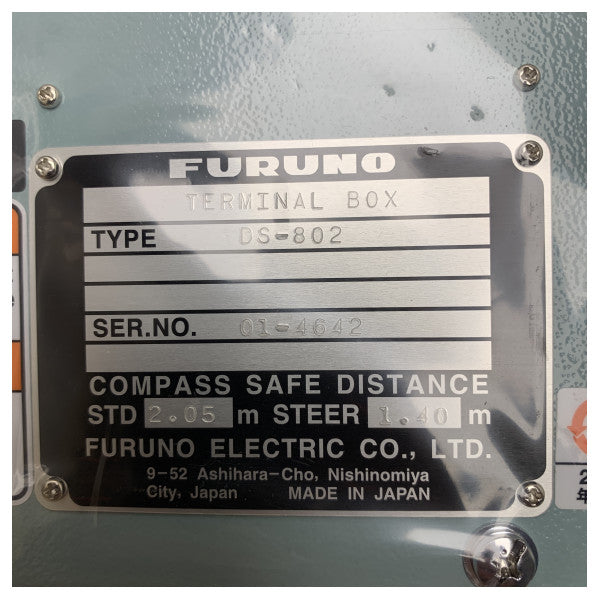 FURUNO
TERMINAL BOX
TYPE DS-802
SER.NO. 01-4642
COMPASS SAFE DISTANCE
STD 2.05 m STEER 1.40 m
FURUNO ELECTRIC CO., LTD.
9-52 Ashihara-Cho, Nishinomiya
City, Japan MADE IN JAPAN